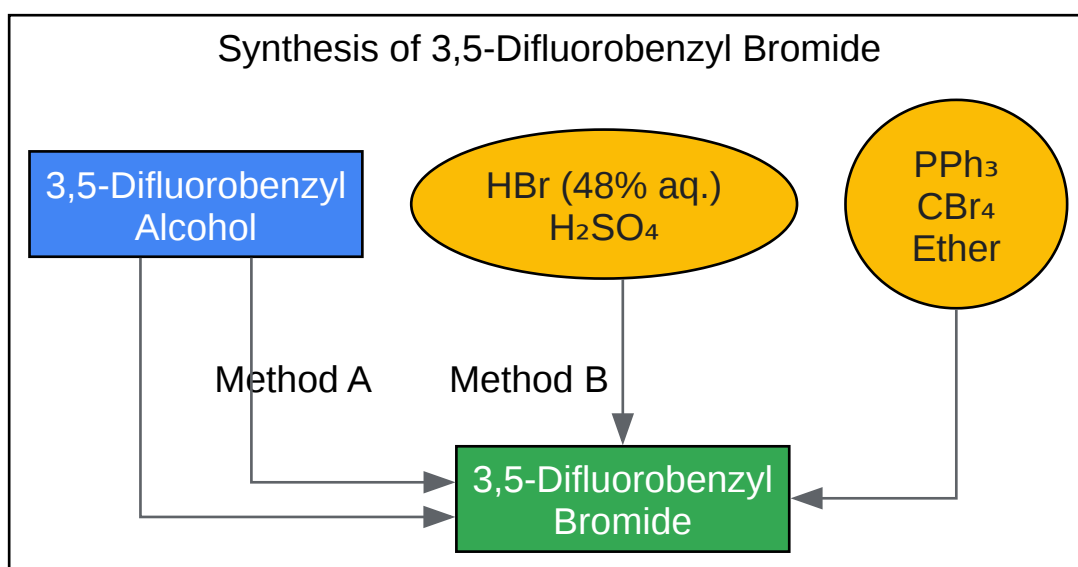 Synthesis of 3,5-Difluorobenzyl Bromide
3,5-Difluorobenzyl
Alcohol
HBr (48% aq.)
H₂SO₄
PPh₃
CBr₄
Ether
Method A
Method B
3,5-Difluorobenzyl
Bromide